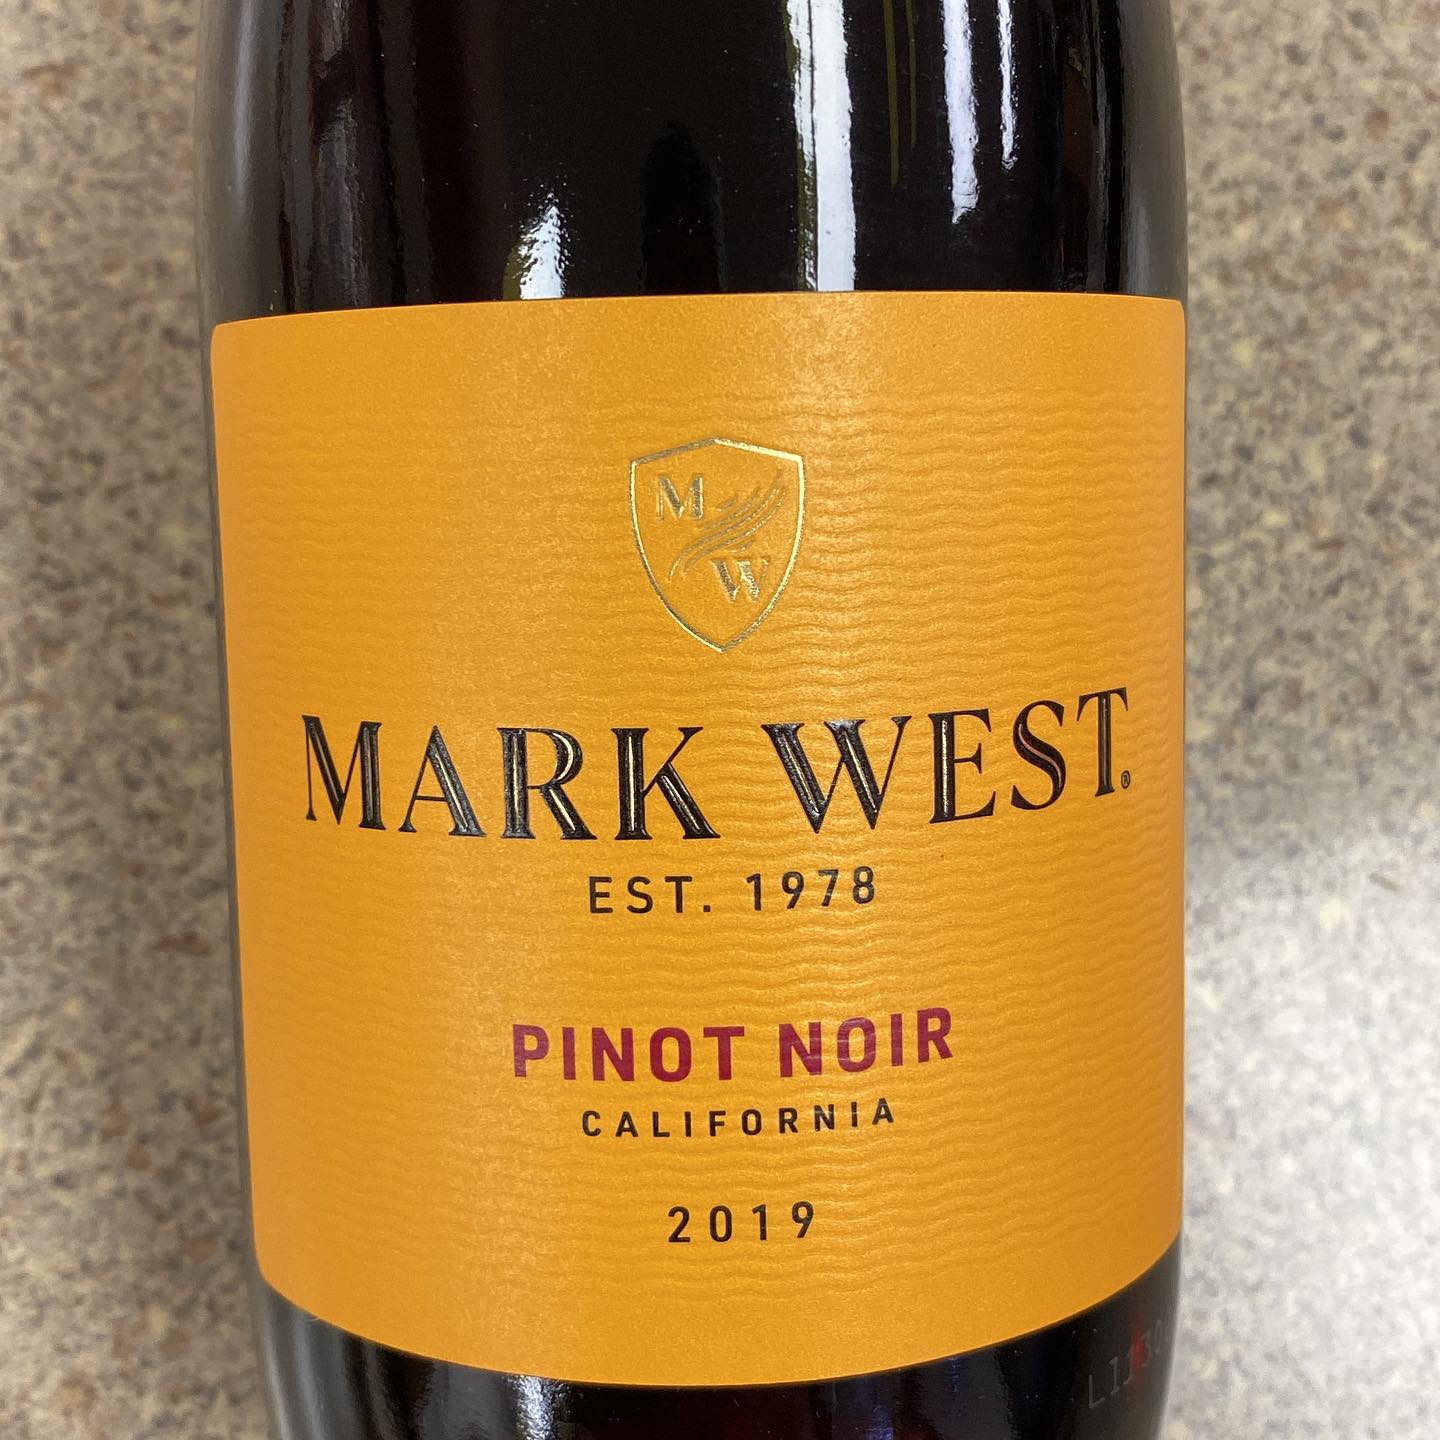 M
W
MARK WEST®
EST. 1978
PINOT NOIR
CALIFORNIA
2019